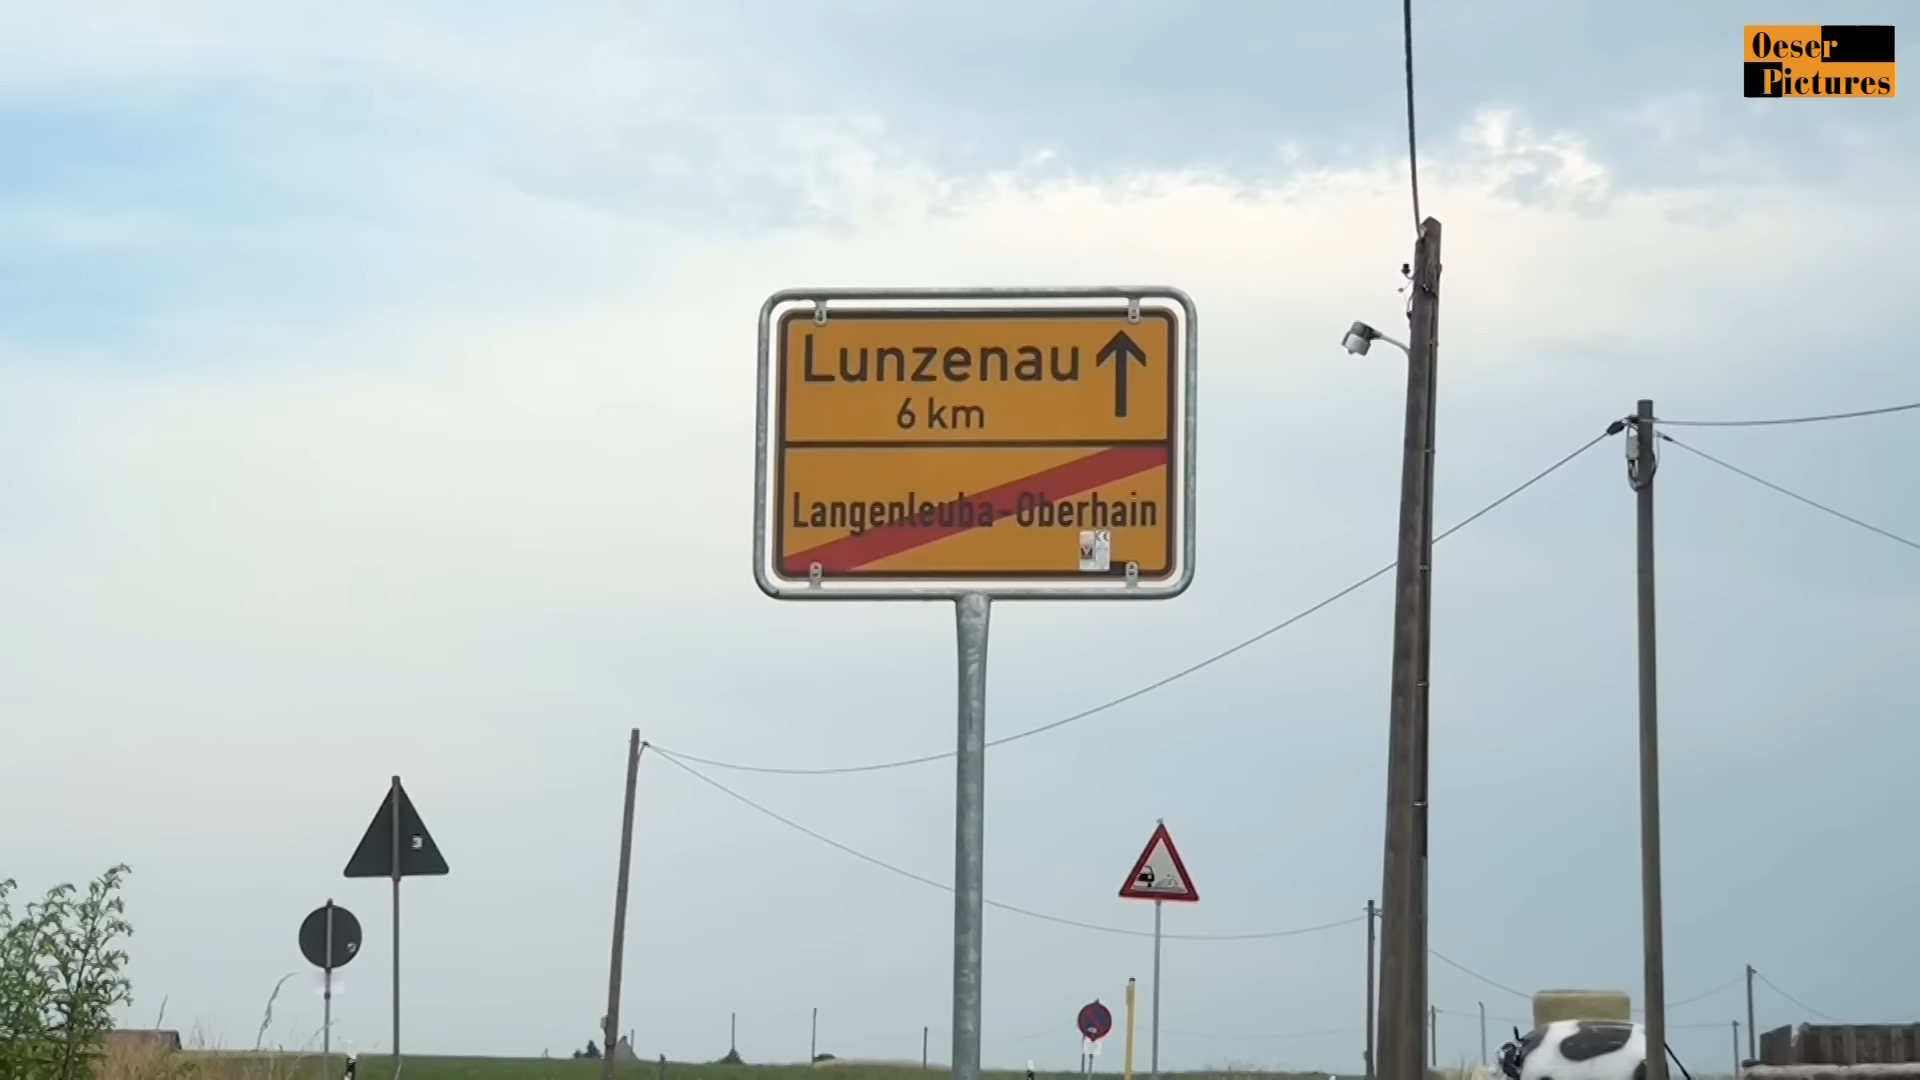 Oeser
Pictures
Lunzenau
6 km
Langenleuba-Oberhain